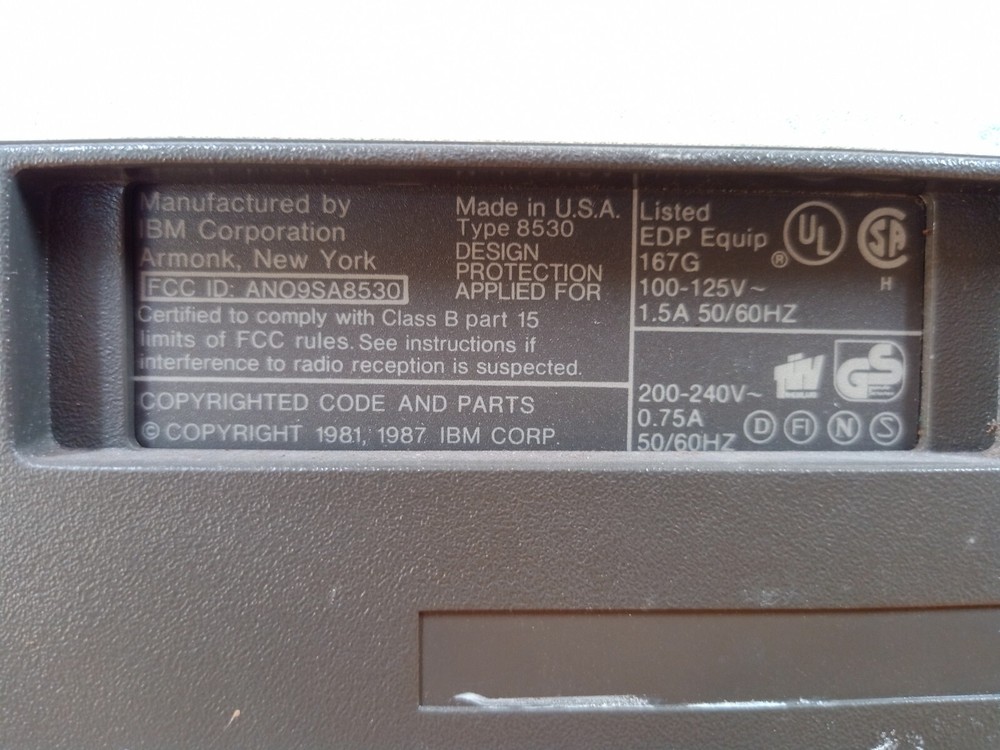 Manufactured by
IBM Corporation
Armonk, New York
FCC ID: ANO9SA8530
Made in U.S.A.
Type 8530
DESIGN
PROTECTION
APPLIED FOR
Certified to comply with Class B part 15
limits of FCC rules. See instructions if
interference to radio reception is suspected.
COPYRIGHTED CODE AND PARTS
© COPYRIGHT 1981, 1987 IBM CORP.
Listed
EDP Equip
167G
UL ®
SA
H
100-125V~
1.5A 50/60HZ
TÜV
GS
200-240V~
0.75A
50/60HZ
D FI N S